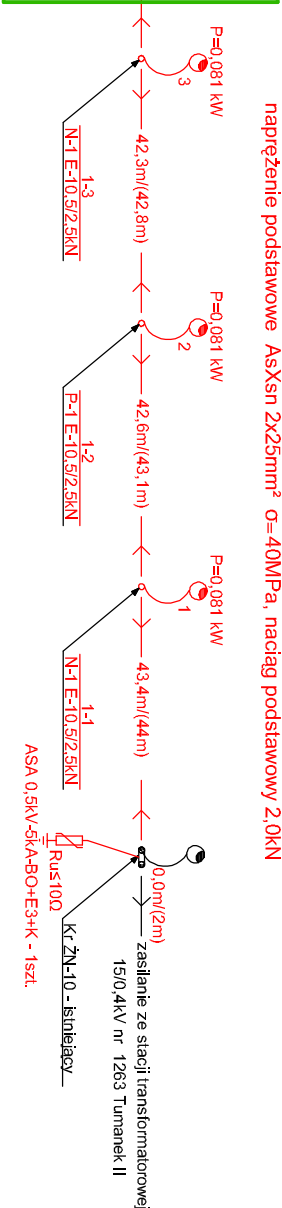 naprężenie podstawowe AsXsn 2x25mm² σ=40MPa, naciąg podstawowy 2,0kN
P=0,081 kW
3
42,3m/(42,8m)
1-3
N-1 E-10,5/2,5kN
P=0,081 kW
2
42,6m/(43,1m)
1-2
P-1 E-10,5/2,5kN
P=0,081 kW
1
43,4m/(44m)
1-1
N-1 E-10,5/2,5kN
0,0m/(2m)
zasilanie ze stacji transformatorowej
15/0,4kV nr 1263 Tumanek II
Kr ŻN-10 - istniejący
Ru≤10Ω
ASA 0,5kV-5kA-BO+E3+K - 1szt.